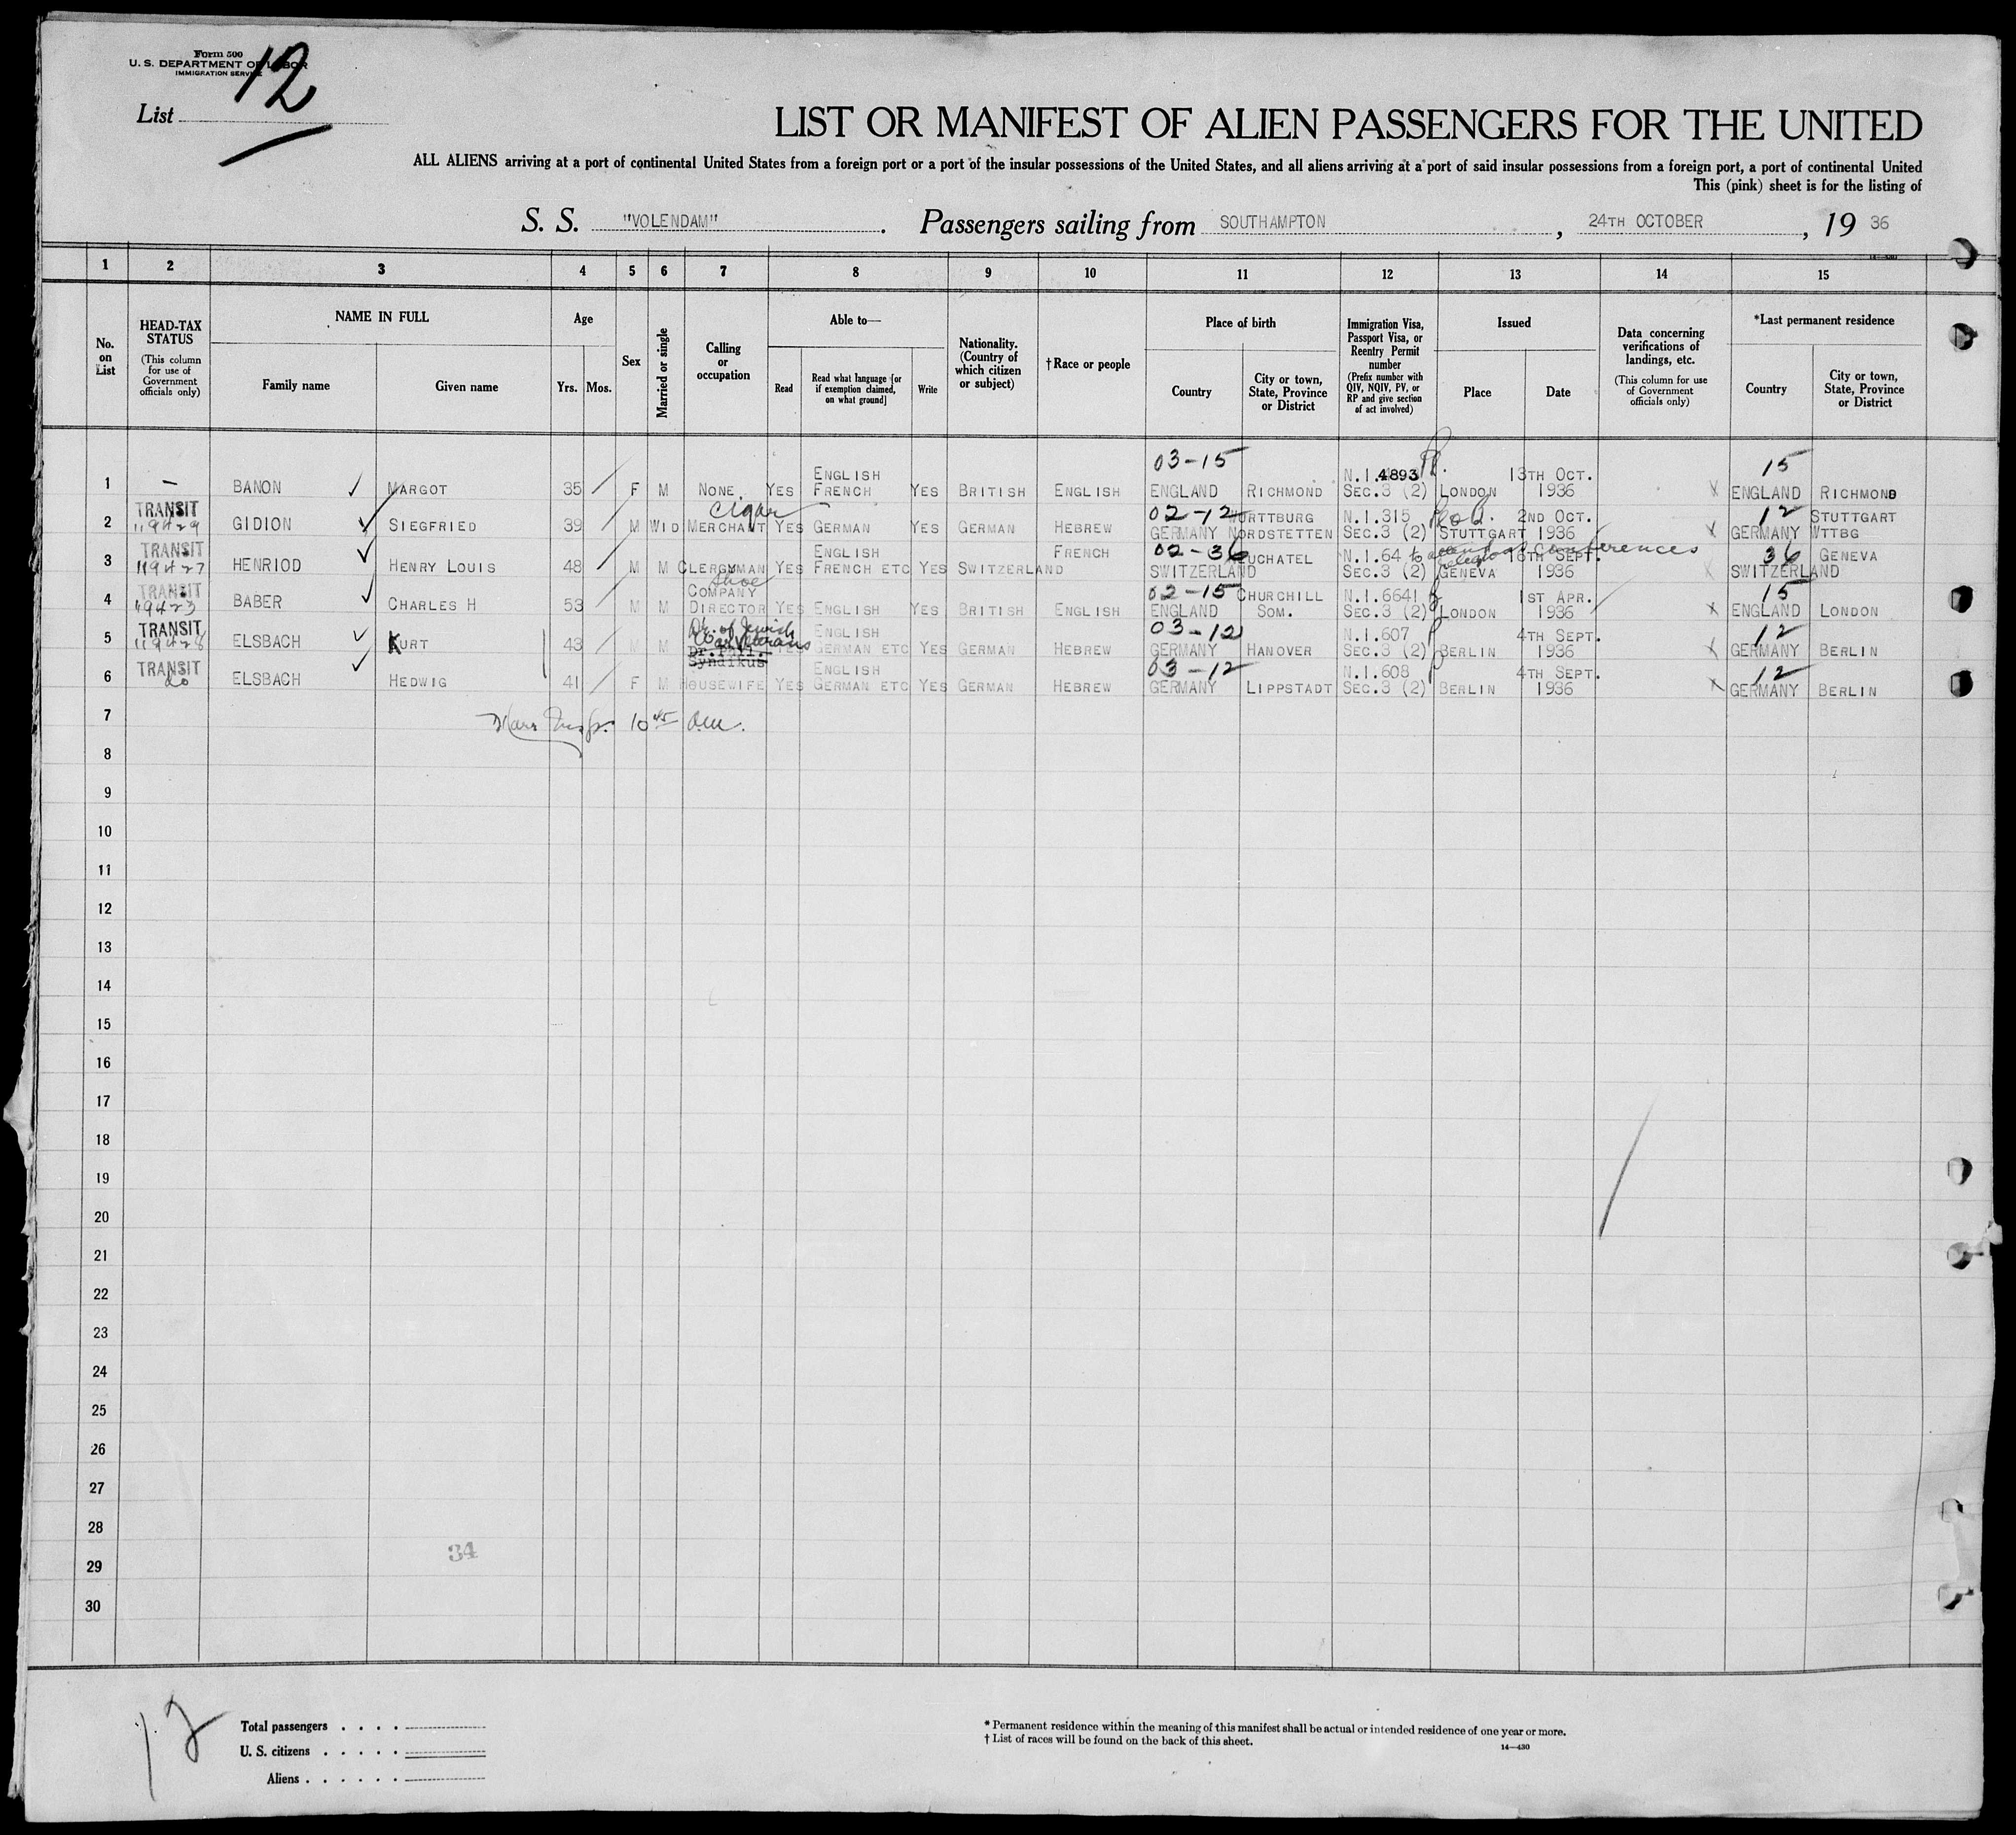 Form 500
U. S. DEPARTMENT OF LABOR
IMMIGRATION SERVICE
List 12
LIST OR MANIFEST OF ALIEN PASSENGERS FOR THE UNITED
ALL ALIENS arriving at a port of continental United States from a foreign port or a port of the insular possessions of the United States, and all aliens arriving at a port of said insular possessions from a foreign port, a port of continental United
This (pink) sheet is for the listing of
S. S. "VOLENDAM". Passengers sailing from SOUTHAMPTON, 24TH OCTOBER, 19 36
1 2 3 4 5 6 7 8 9 10 11 12 13 14 15
No. on List
HEAD-TAX STATUS (This column for use of Government officials only)
NAME IN FULL
Family name
Given name
Age
Yrs.
Mos.
Sex
Married or single
Calling or occupation
Able to—
Read
Read what language [or if exemption claimed, on what ground]
Write
Nationality. (Country of which citizen or subject)
†Race or people
Place of birth
Country
City or town, State, Province or District
Immigration Visa, Passport Visa, or Reentry Permit number (Prefix number with QIV, NQIV, PV, or RP and give section of act involved)
Issued
Place
Date
Data concerning verifications of landings, etc. (This column for use of Government officials only)
*Last permanent residence
Country
City or town, State, Province or District
03-15 15
ENGLISH N.I.4893 13TH OCT.
1 — BANON MARGOT 35 F M NONE YES FRENCH YES BRITISH ENGLISH ENGLAND RICHMOND SEC.3 (2) LONDON 1936 ENGLAND RICHMOND
TRANSIT Cigar 02-12 WURTTBURG N.I.315 2ND OCT. 12 STUTTGART
2 119429 GIDION SIEGFRIED 39 M WID MERCHANT YES GERMAN YES GERMAN HEBREW GERMANY NORDSTETTEN SEC.3 (2) STUTTGART 1936 GERMANY WTTBG
TRANSIT ENGLISH FRENCH 02-36 NEUCHATEL N.I.64 to attend Conferences 16TH SEPT. 36 GENEVA
3 119427 HENRIOD HENRY LOUIS 48 M M CLERGYMAN YES FRENCH ETC YES SWITZERLAND SWITZERLAND SEC.3 (2) GENEVA 1936 SWITZERLAND
TRANSIT Shoe COMPANY 02-15 CHURCHILL N.I.6641 1ST APR. 15
4 119423 BABER CHARLES H 53 M M DIRECTOR YES ENGLISH YES BRITISH ENGLISH ENGLAND SOM. SEC.3 (2) LONDON 1936 ENGLAND LONDON
TRANSIT Dr. of Jewish War Veterans ENGLISH 03-12 N.I.607 4TH SEPT. 12
5 119428 ELSBACH KURT 43 M M Dr. Phil. Syndikus YES GERMAN ETC YES GERMAN HEBREW GERMANY HANOVER SEC.3 (2) BERLIN 1936 GERMANY BERLIN
TRANSIT ENGLISH 03-12 N.I.608 4TH SEPT. 12
6 do ELSBACH HEDWIG 41 F M HOUSEWIFE YES GERMAN ETC YES GERMAN HEBREW GERMANY LIPPSTADT SEC.3 (2) BERLIN 1936 GERMANY BERLIN
7 10 45 a.m.
8
9
10
11
12
13
14
15
16
17
18
19
20
21
22
23
24
25
26
27
28
29
30
34
Total passengers
U. S. citizens
Aliens
* Permanent residence within the meaning of this manifest shall be actual or intended residence of one year or more.
† List of races will be found on the back of this sheet.
14—430